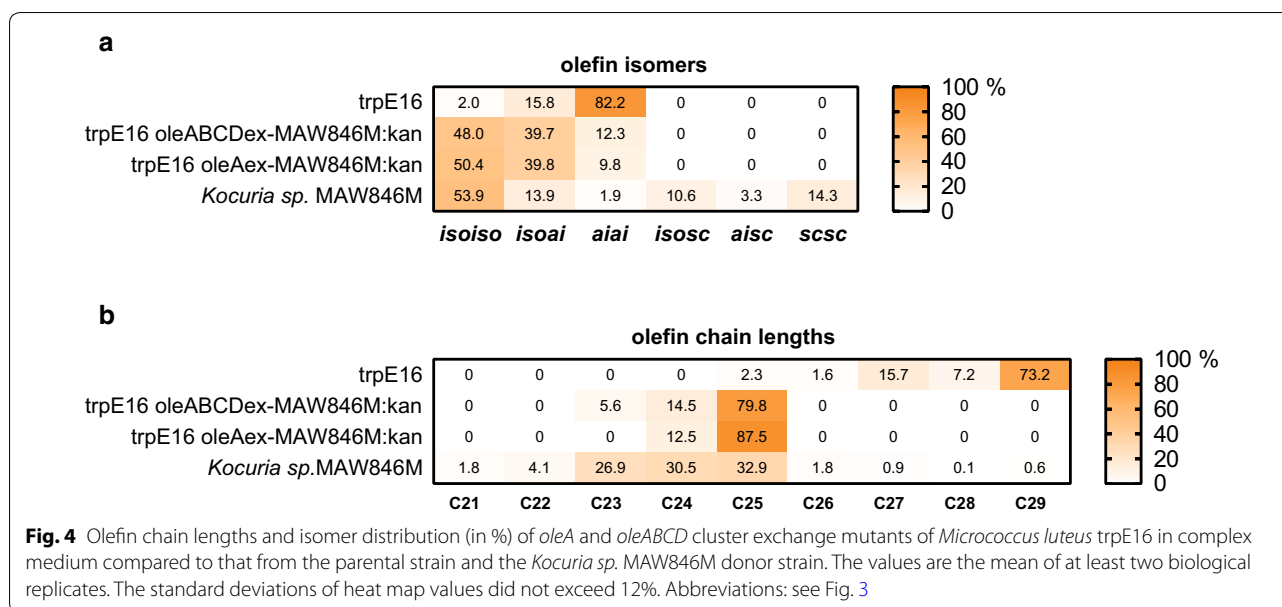 a
olefin isomers
trpE16 2.0 15.8 82.2 0 0 0
trpE16 oleABCDex-MAW846M:kan 48.0 39.7 12.3 0 0 0
trpE16 oleAex-MAW846M:kan 50.4 39.8 9.8 0 0 0
Kocuria sp. MAW846M 53.9 13.9 1.9 10.6 3.3 14.3
isoiso isoai aiai isosc aisc scsc
100 %
80
60
40
20
0
b
olefin chain lengths
trpE16 0 0 0 0 2.3 1.6 15.7 7.2 73.2
trpE16 oleABCDex-MAW846M:kan 0 0 5.6 14.5 79.8 0 0 0 0
trpE16 oleAex-MAW846M:kan 0 0 0 12.5 87.5 0 0 0 0
Kocuria sp.MAW846M 1.8 4.1 26.9 30.5 32.9 1.8 0.9 0.1 0.6
C21 C22 C23 C24 C25 C26 C27 C28 C29
100 %
80
60
40
20
0
Fig. 4 Olefin chain lengths and isomer distribution (in %) of oleA and oleABCD cluster exchange mutants of Micrococcus luteus trpE16 in complex
medium compared to that from the parental strain and the Kocuria sp. MAW846M donor strain. The values are the mean of at least two biological
replicates. The standard deviations of heat map values did not exceed 12%. Abbreviations: see Fig. 3